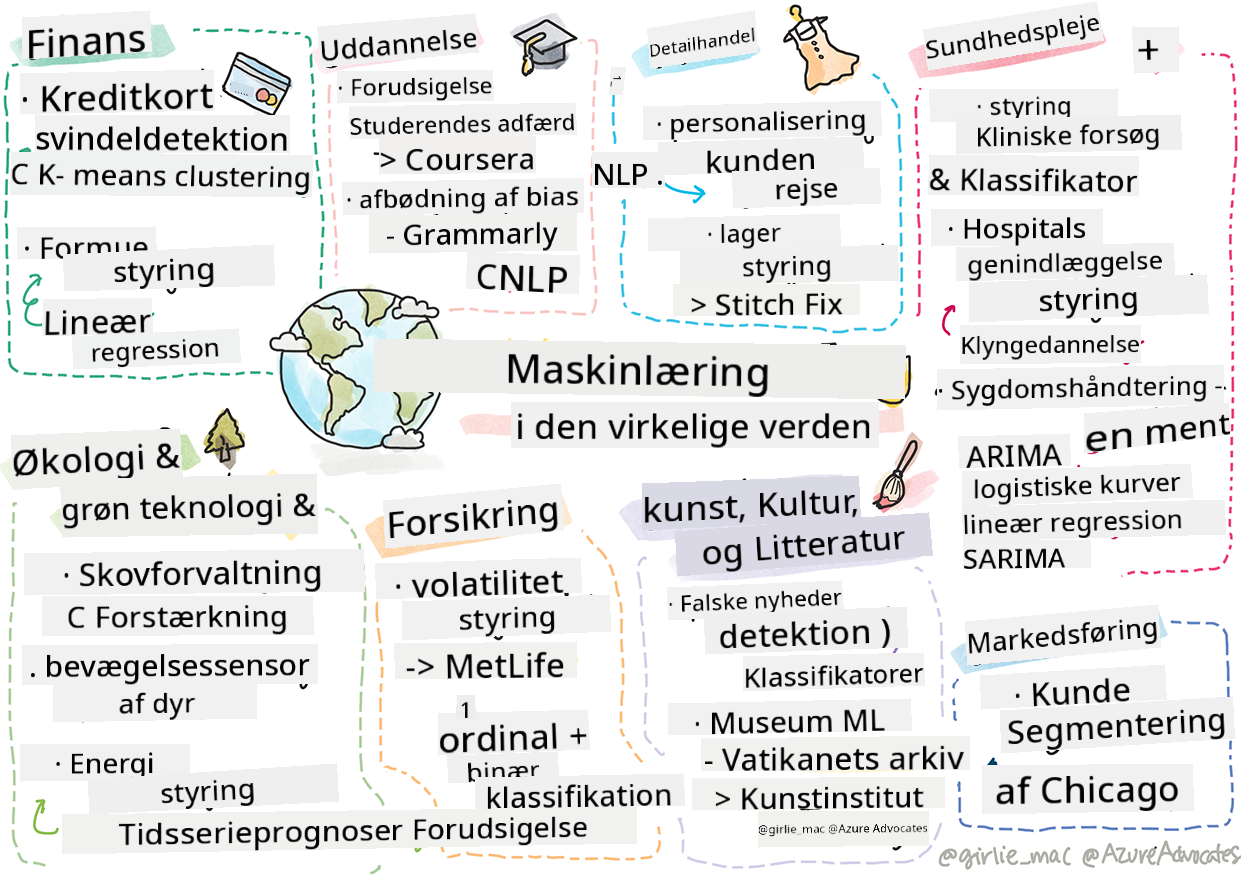 Finans
· Kreditkort
svindeldetektion
C K- means clustering
· Formue
styring
Lineær
regression
Uddannelse
· Forudsigelse
Studerendes adfærd
> Coursera
· afbødning af bias
- Grammarly
CNLP
Detailhandel
· personalisering
kunden
NLP .
rejse
· lager
styring
> Stitch Fix
Sundhedspleje +
· styring
Kliniske forsøg
& Klassifikator
· Hospitals
genindlæggelse
styring
Klyngedannelse
· Sygdomshåndtering -
en ment
ARIMA
logistiske kurver
lineær regression
SARIMA
Maskinlæring
i den virkelige verden
Økologi &
grøn teknologi &
· Skovforvaltning
C Forstærkning
. bevægelsessensor
af dyr
· Energi
styring
Tidsserieprognoser Forudsigelse
Forsikring
· volatilitet
styring
-> MetLife
1
ordinal +
binær
klassifikation
kunst, Kultur,
og Litteratur
· Falske nyheder
detektion )
Klassifikatorer
· Museum ML
- Vatikanets arkiv
> Kunstinstitut
@girlie_mac @Azure Advocates
Markedsføring
· Kunde
Segmentering
af Chicago
@girlie_mac @AzureAdvocates